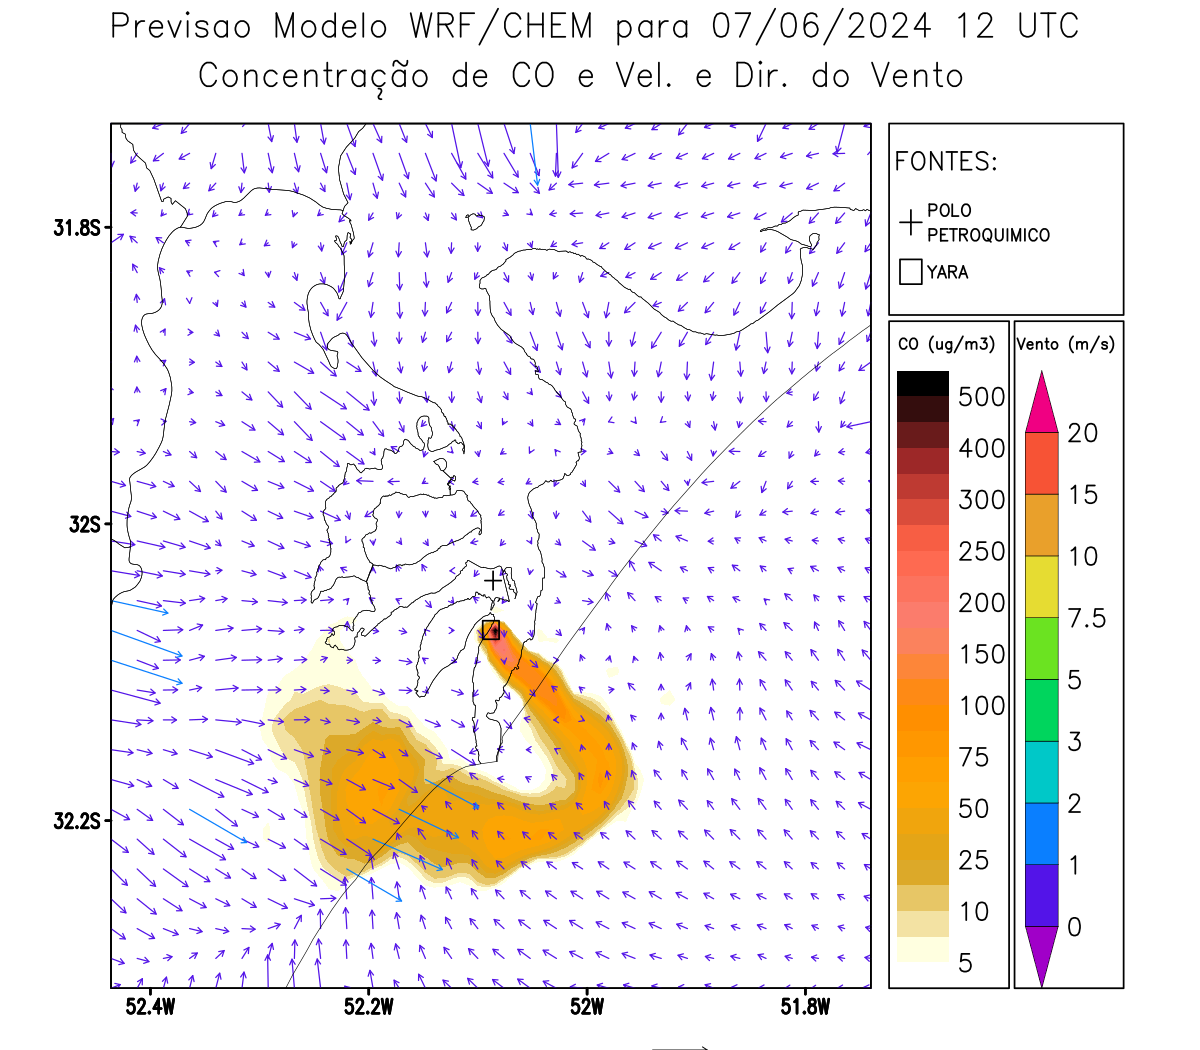 Previsao Modelo WRF/CHEM para 07/06/2024 12 UTC
Concentração de CO e Vel. e Dir. do Vento
FONTES:
POLO
PETROQUIMICO
YARA
CO (ug/m3)
500
400
300
250
200
150
100
75
50
25
10
5
Vento (m/s)
20
15
10
7.5
5
3
2
1
0
31.8S
32S
32.2S
52.4W
52.2W
52W
51.8W